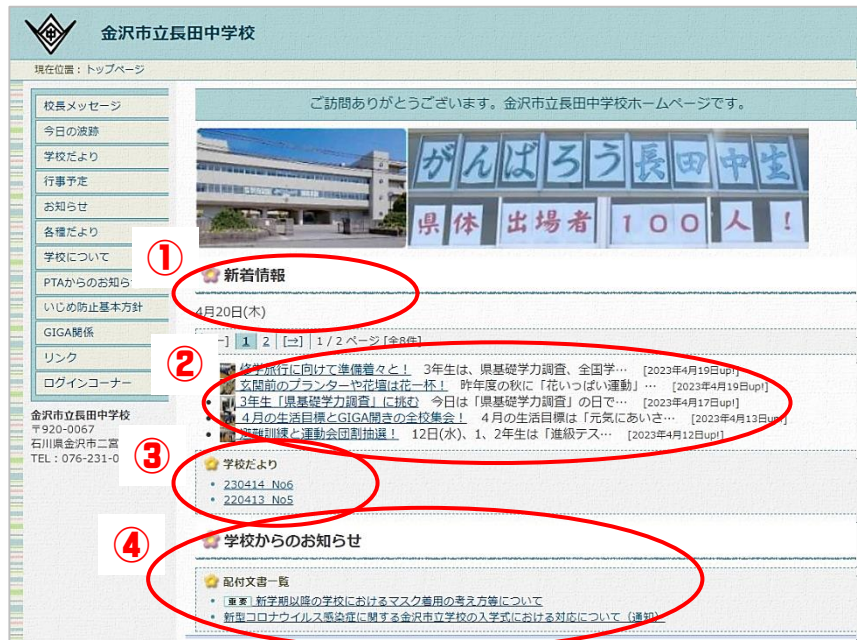 金沢市立長田中学校
現在位置：トップページ
校長メッセージ
今日の波跡
学校だより
行事予定
お知らせ
各種だより
学校について
PTAからのお知ら
いじめ防止基本方針
GIGA関係
リンク
ログインコーナー
金沢市立長田中学校
〒920-0067
石川県金沢市二宮
TEL：076-231-0
ご訪問ありがとうございます。金沢市立長田中学校ホームページです。
がんばろう長田中生
県体 出場者 100人！
①
新着情報
4月20日(木)
1 2 [→] 1 / 2 ページ [全8件]
②
修学旅行に向けて準備着々と！ 3年生は、県基礎学力調査、全国学… [2023年4月19日up!]
玄関前のプランターや花壇は花一杯！ 昨年度の秋に「花いっぱい運動」… [2023年4月19日up!]
3年生「県基礎学力調査」に挑む 今日は「県基礎学力調査」の日で… [2023年4月17日up!]
４月の生活目標とGIGA開きの全校集会！ ４月の生活目標は「元気にあいさ… [2023年4月13日up!]
避難訓練と運動会団割抽選！ 12日(水)、1、2年生は「進級テス… [2023年4月12日up!]
③
学校だより
230414 No6
220413 No5
④
学校からのお知らせ
配付文書一覧
重要 新学期以降の学校におけるマスク着用の考え方等について
新型コロナウイルス感染症に関する金沢市立学校の入学式における対応について（通知）